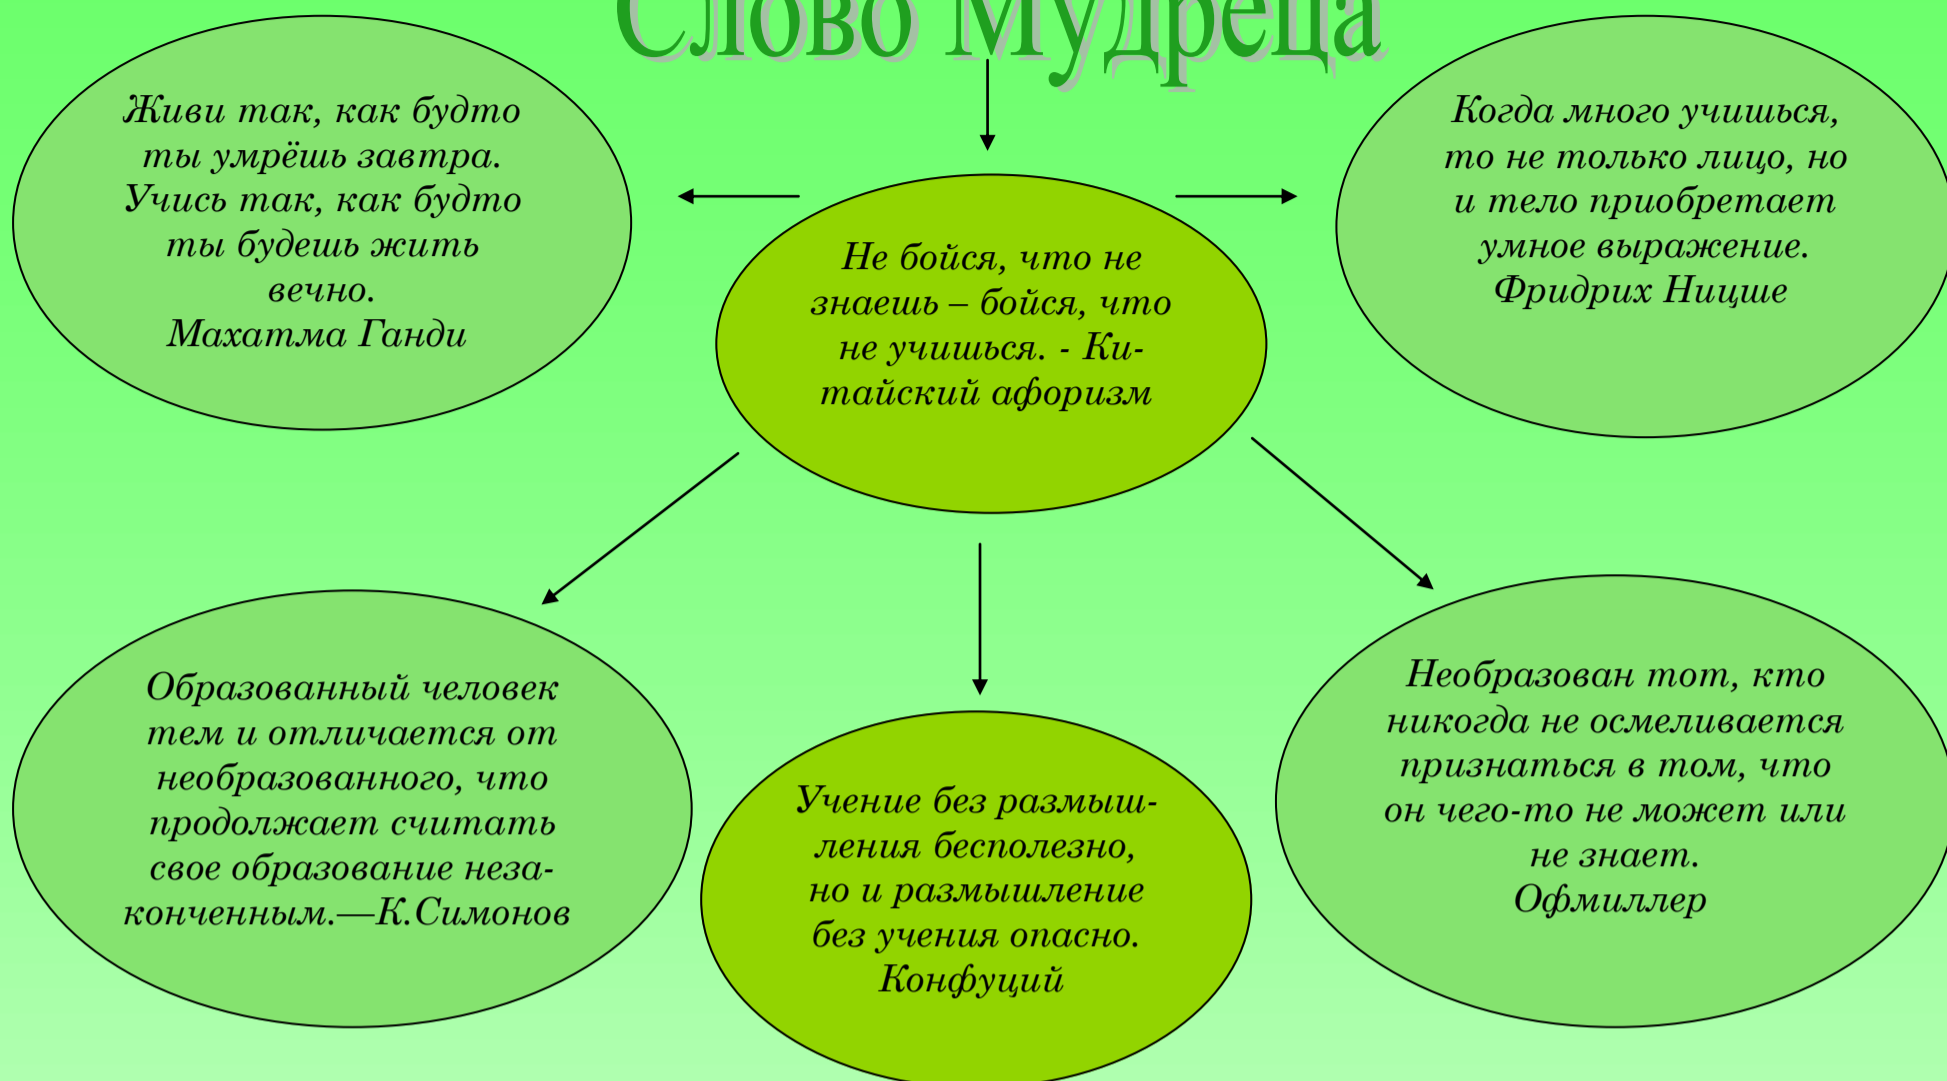 Слово Мудреца
Живи так, как будто
ты умрёшь завтра.
Учись так, как будто
ты будешь жить
вечно.
Махатма Ганди
Не бойся, что не
знаешь – бойся, что
не учишься. - Ки-
тайский афоризм
Когда много учишься,
то не только лицо, но
и тело приобретает
умное выражение.
Фридрих Ницше
Образованный человек
тем и отличается от
необразованного, что
продолжает считать
свое образование неза-
конченным.—К.Симонов
Учение без размыш-
ления бесполезно,
но и размышление
без учения опасно.
Конфуций
Необразован тот, кто
никогда не осмеливается
признаться в том, что
он чего-то не может или
не знает.
Офмиллер